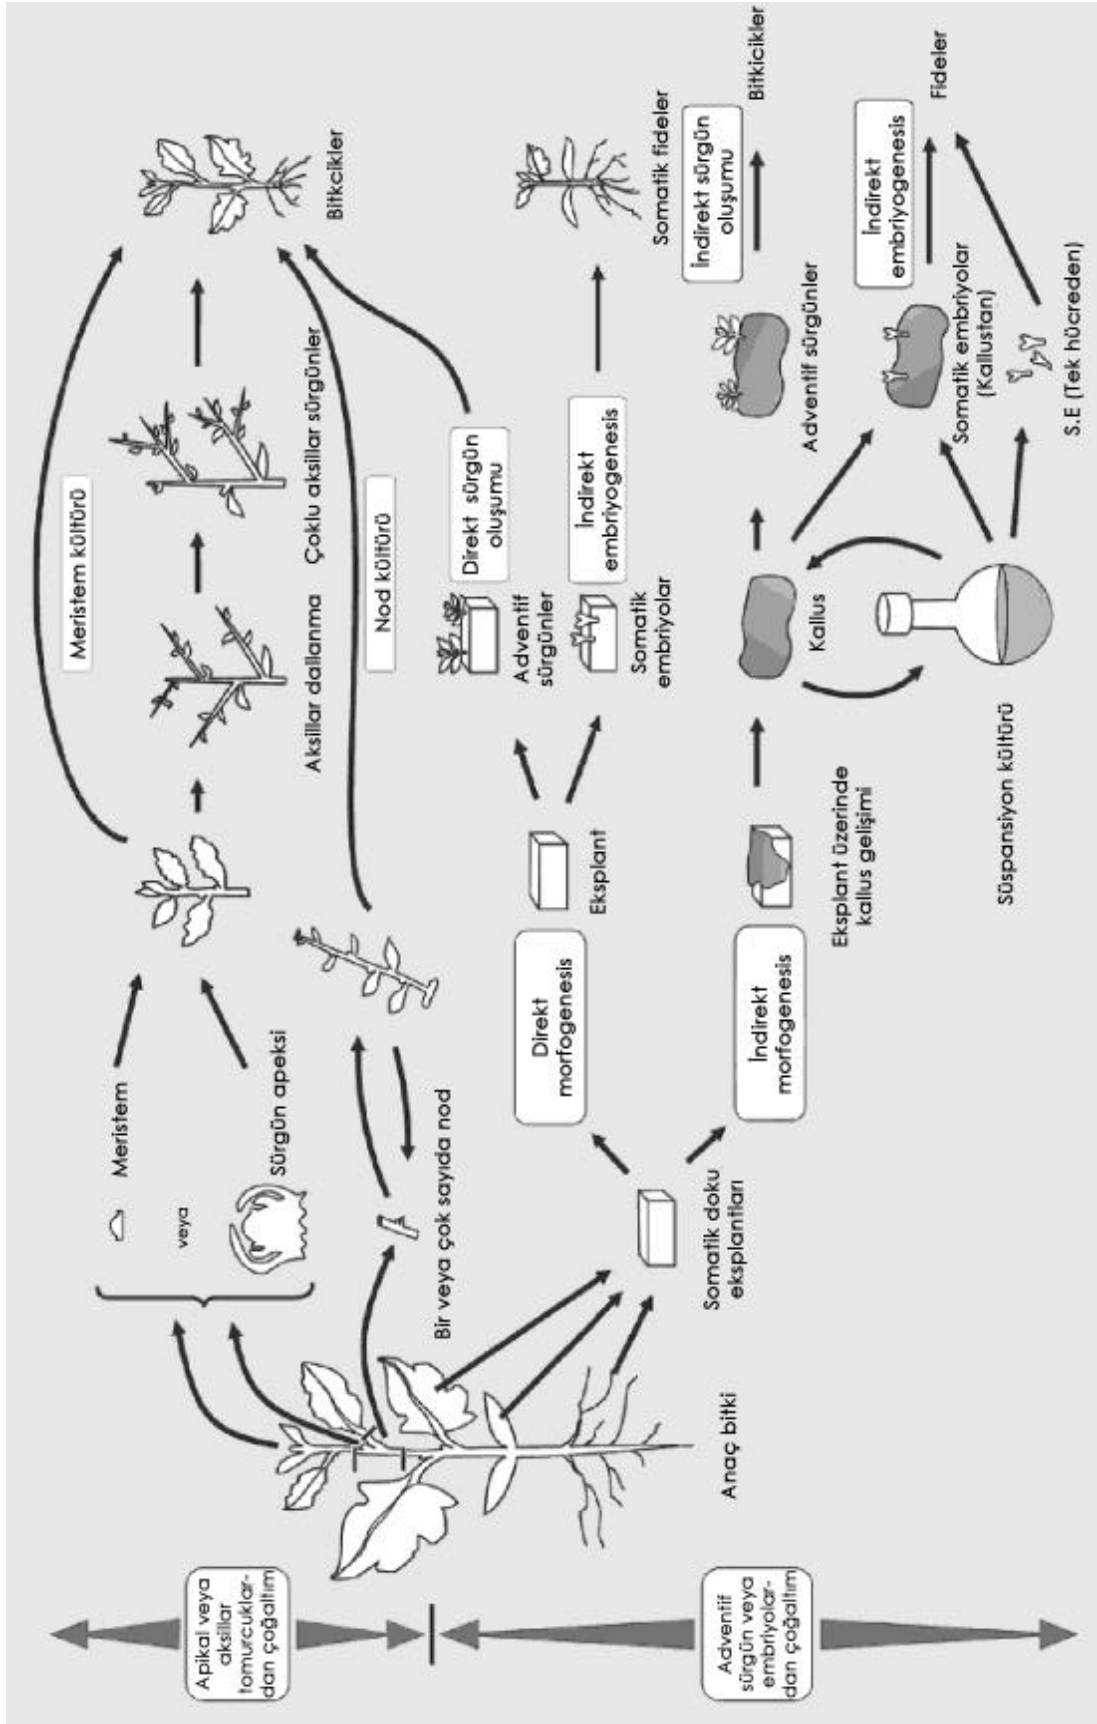 Apikal veya
aksillar
tomurcuklar-
dan çoğaltım
Adventif
sürgün veya
embriyolar-
dan çoğaltım
Anaç bitki
Meristem
veya
Sürgün apeksi
Bir veya çok sayıda nod
Somatik doku
eksplantları
Meristem kültürü
Aksillar dallanma
Çoklu aksillar sürgünler
Nod kültürü
Bitkcikler
Direkt
morfogenesis
Eksplant
Adventif
sürgünler
Direkt sürgün
oluşumu
Somatik
embriyolar
İndirekt
embriyogenesis
Somatik fideler
İndirekt
morfogenesis
Eksplant üzerinde
kallus gelişimi
Kallus
Süspansiyon kültürü
Adventif sürgünler
İndirekt sürgün
oluşumu
Bitkicikler
Somatik embriyolar
(Kallustan)
İndirekt
embriyogenesis
Fideler
S.E (Tek hücreden)